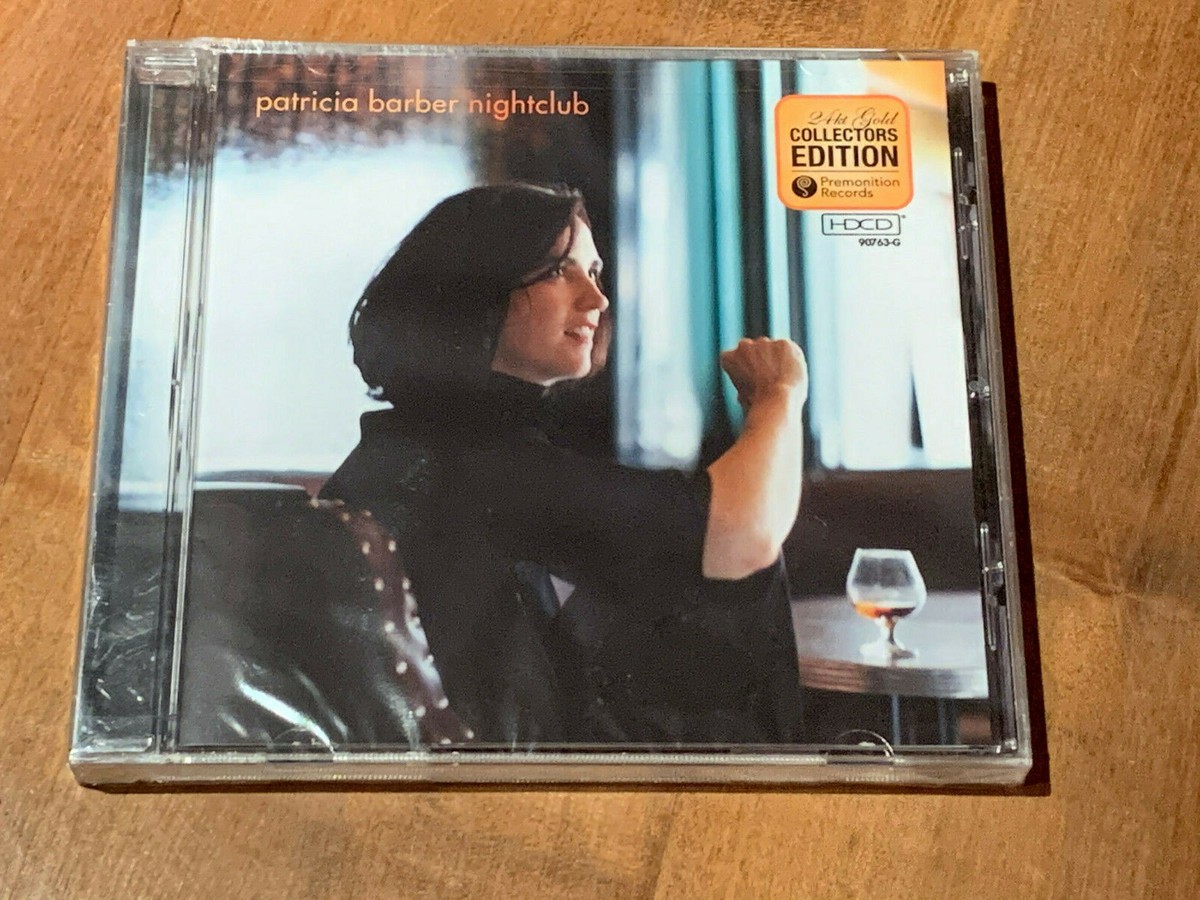 patricia barber nightclub
24kt Gold
COLLECTORS
EDITION
Premonition
Records
HDCD®
90763-G